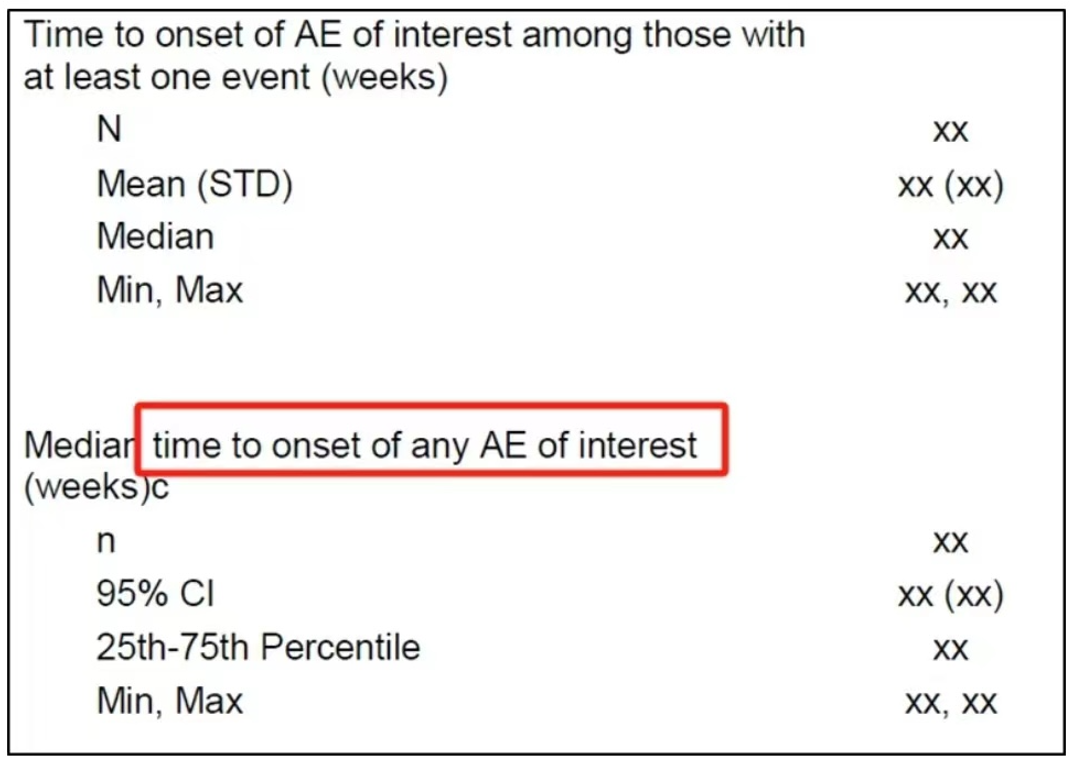 Time to onset of AE of interest among those with
at least one event (weeks)
N xx
Mean (STD) xx (xx)
Median xx
Min, Max xx, xx
Median time to onset of any AE of interest
(weeks)c
n xx
95% CI xx (xx)
25th-75th Percentile xx
Min, Max xx, xx